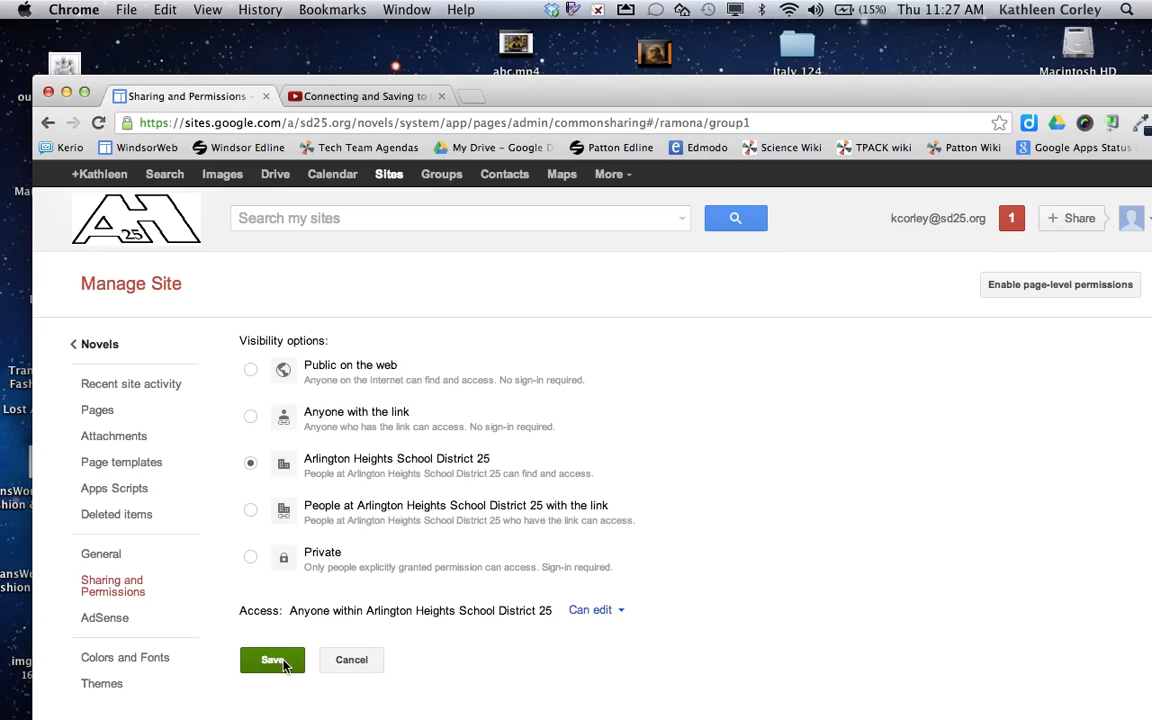 Chrome File Edit View History Bookmarks Window Help (15%) Thu 11:27 AM Kathleen Corley
abc.mp4 Italy 124 Macintosh HD
Sharing and Permissions - Connecting and Saving to
https://sites.google.com/a/sd25.org/novels/system/app/pages/admin/commonsharing#/ramona/group1
Kerio WindsorWeb Windsor Edline Tech Team Agendas My Drive - Google D Patton Edline Edmodo Science Wiki TPACK wiki Patton Wiki Google Apps Status
+Kathleen Search Images Drive Calendar Sites Groups Contacts Maps More
25 Search my sites kcorley@sd25.org 1 + Share
Manage Site Enable page-level permissions
Novels
Recent site activity
Pages
Attachments
Page templates
Apps Scripts
Deleted items
General
Sharing and
Permissions
AdSense
Colors and Fonts
Themes
Visibility options:
Public on the web
Anyone on the Internet can find and access. No sign-in required.
Anyone with the link
Anyone who has the link can access. No sign-in required.
Arlington Heights School District 25
People at Arlington Heights School District 25 can find and access.
People at Arlington Heights School District 25 with the link
People at Arlington Heights School District 25 who have the link can access.
Private
Only people explicitly granted permission can access. Sign-in required.
Access: Anyone within Arlington Heights School District 25 Can edit
Save Cancel